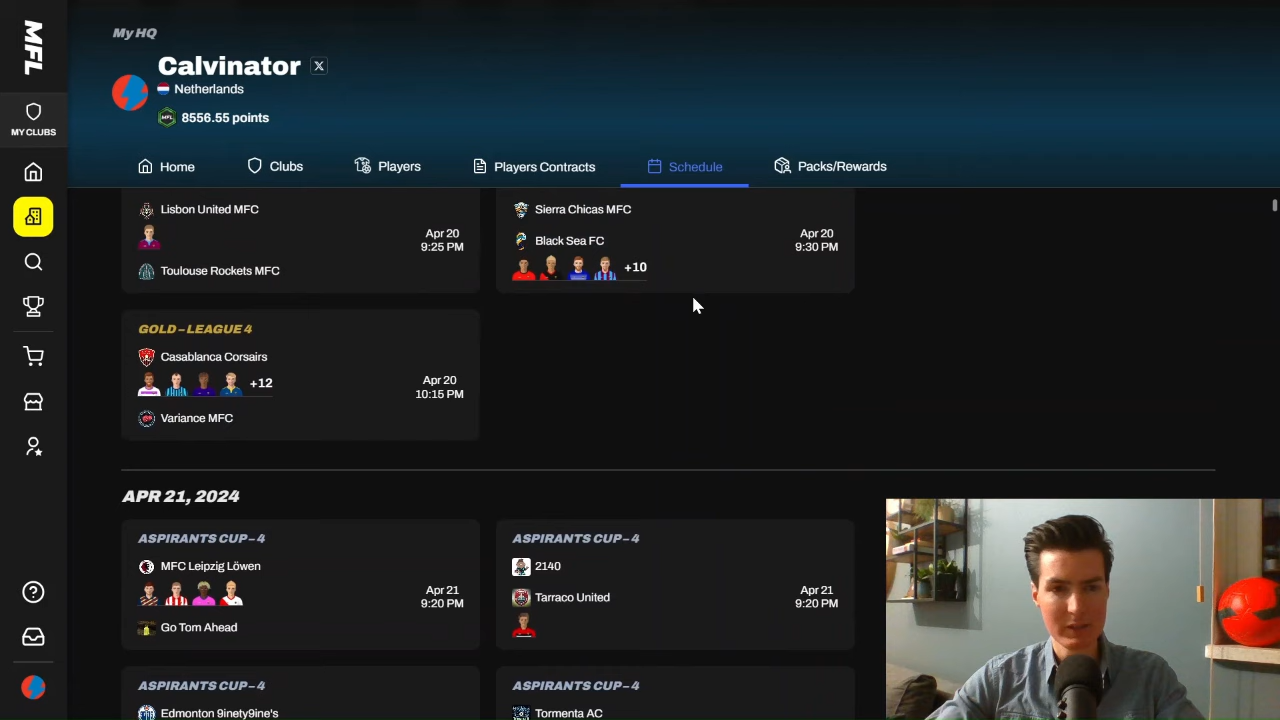 MFL
MY CLUBS
My HQ
Calvinator
Netherlands
MFL
8556.55 points
Home
Clubs
Players
Players Contracts
Schedule
Packs/Rewards
Lisbon United MFC
Apr 20
9:25 PM
Toulouse Rockets MFC
Sierra Chicas MFC
Black Sea FC
+10
Apr 20
9:30 PM
GOLD – LEAGUE 4
Casablanca Corsairs
+12
Apr 20
10:15 PM
Variance MFC
APR 21, 2024
ASPIRANTS CUP – 4
MFC Leipzig Löwen
Apr 21
9:20 PM
Go Tom Ahead
ASPIRANTS CUP – 4
2140
Tarraco United
Apr 21
9:20 PM
ASPIRANTS CUP – 4
Edmonton 9inety9ine's
ASPIRANTS CUP – 4
Tormenta AC